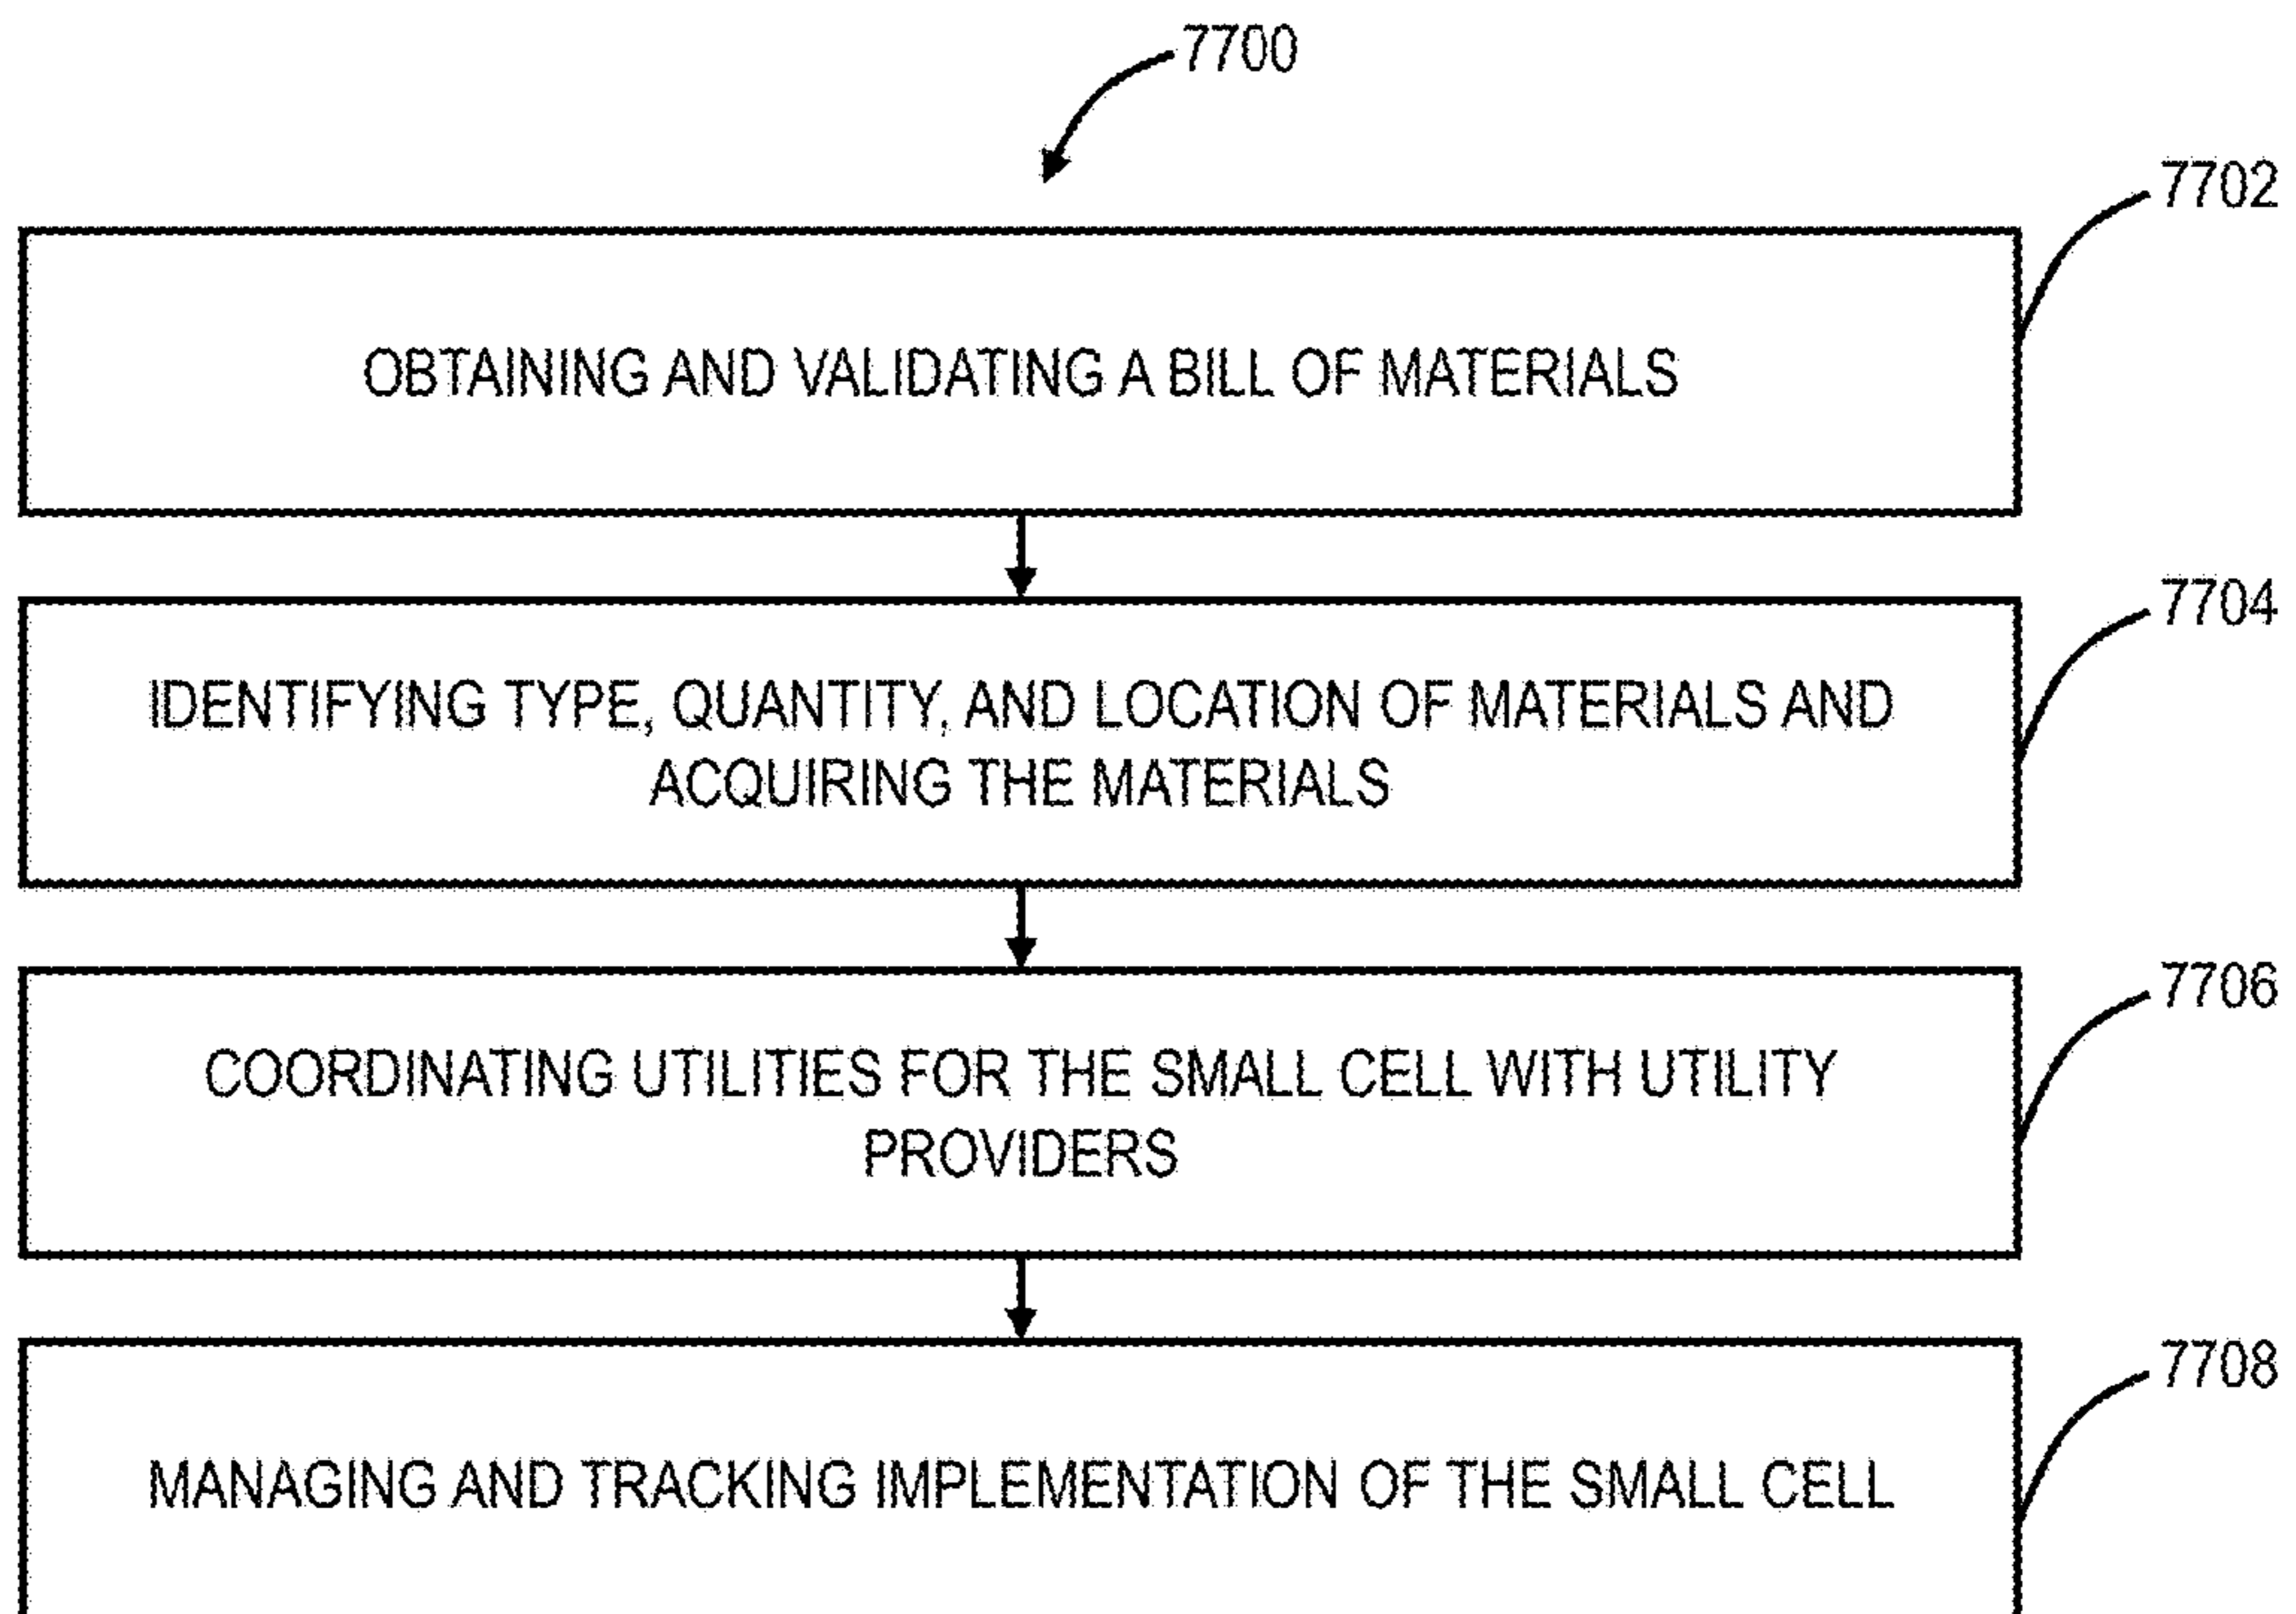 7700
7702
OBTAINING AND VALIDATING A BILL OF MATERIALS
7704
IDENTIFYING TYPE, QUANTITY, AND LOCATION OF MATERIALS AND
ACQUIRING THE MATERIALS
7706
COORDINATING UTILITIES FOR THE SMALL CELL WITH UTILITY
PROVIDERS
7708
MANAGING AND TRACKING IMPLEMENTATION OF THE SMALL CELL